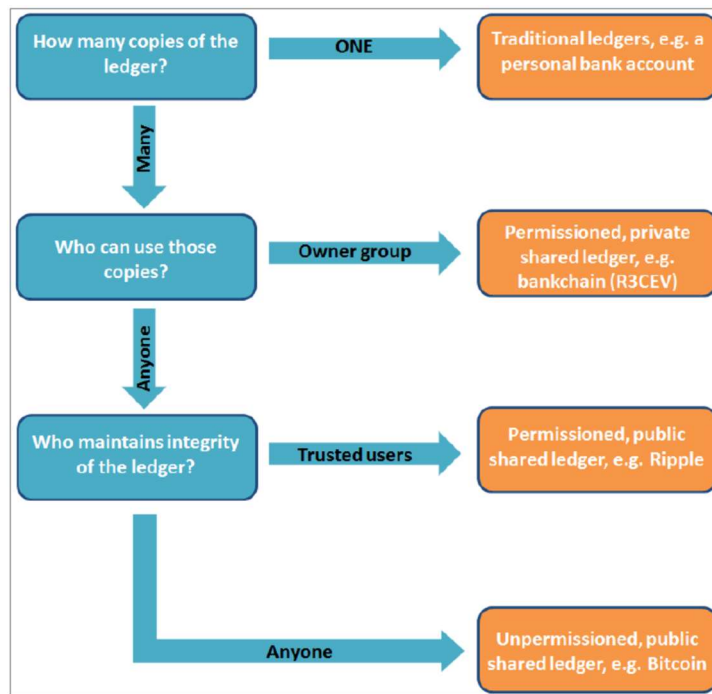 How many copies of the
ledger?
ONE
Traditional ledgers, e.g. a
personal bank account
Many
Who can use those
copies?
Owner group
Permissioned, private
shared ledger, e.g.
bankchain (R3CEV)
Anyone
Who maintains integrity
of the ledger?
Trusted users
Permissioned, public
shared ledger, e.g. Ripple
Anyone
Unpermissioned, public
shared ledger, e.g. Bitcoin